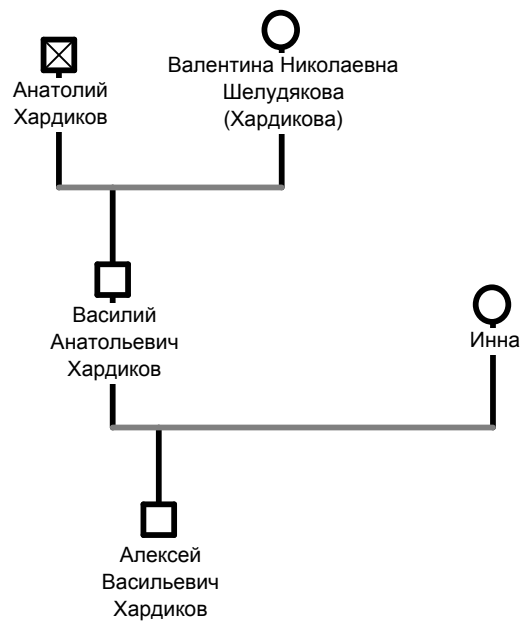 Анатолий
Хардиков
Валентина Николаевна
Шелудякова
(Хардикова)
Василий
Анатольевич
Хардиков
Инна
Алексей
Васильевич
Хардиков